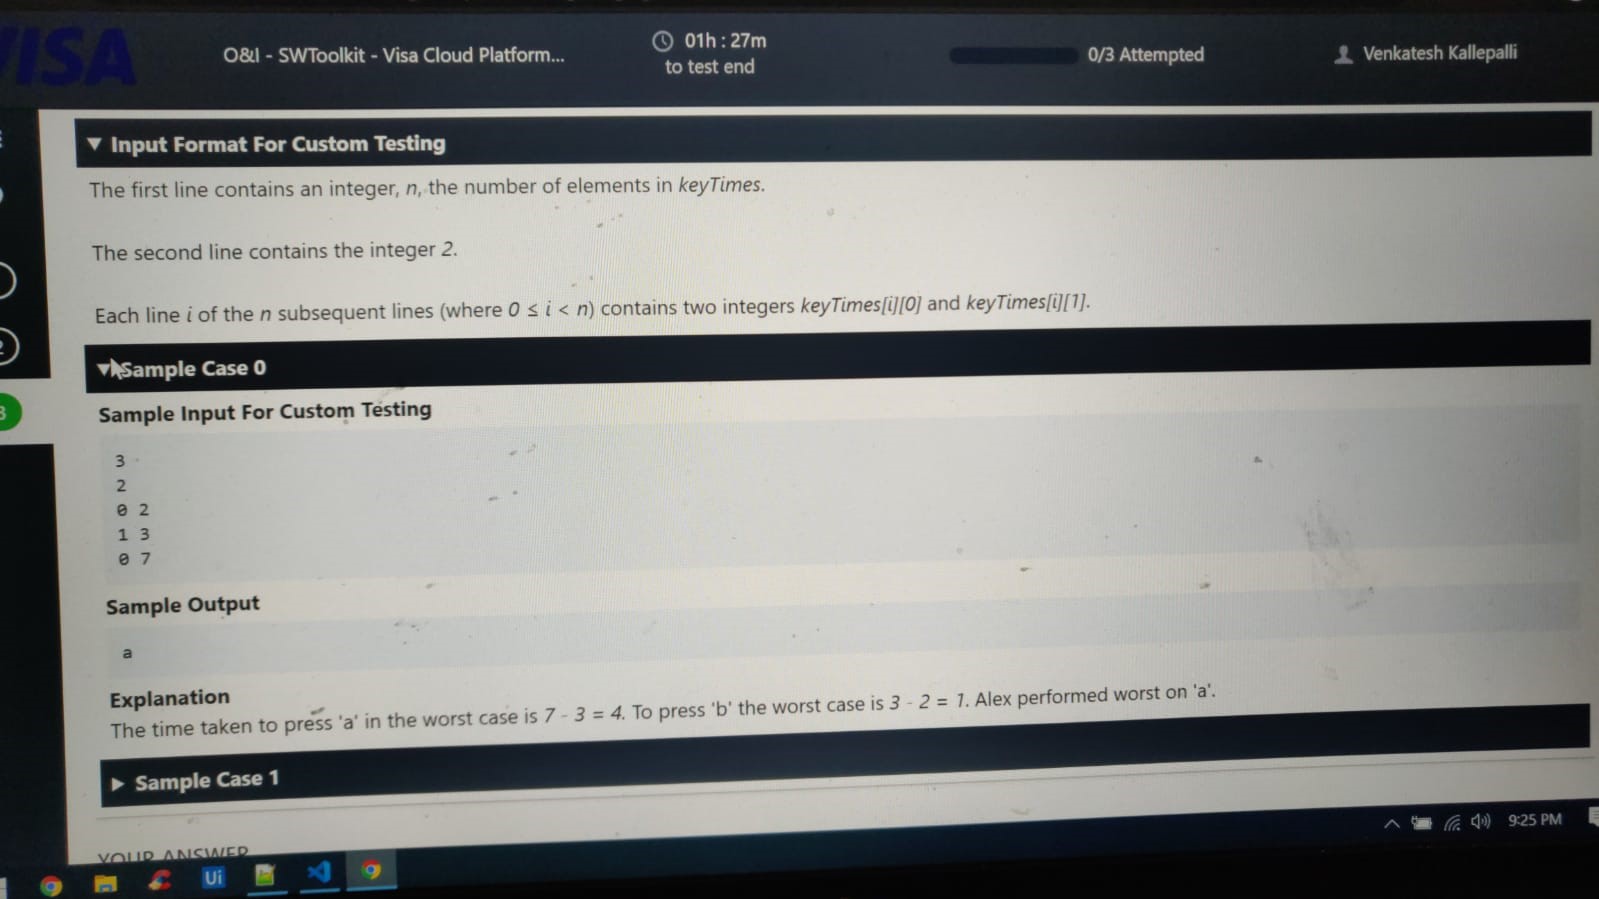 VISA
O&I - SWToolkit - Visa Cloud Platform...
01h : 27m
to test end
0/3 Attempted
Venkatesh Kallepalli
▼ Input Format For Custom Testing
The first line contains an integer, n, the number of elements in keyTimes.
The second line contains the integer 2.
Each line i of the n subsequent lines (where 0 ≤ i < n) contains two integers keyTimes[i][0] and keyTimes[i][1].
2
▼ Sample Case 0
3
Sample Input For Custom Testing
3
2
0 2
1 3
0 7
Sample Output
a
Explanation
The time taken to press 'a' in the worst case is 7 - 3 = 4. To press 'b' the worst case is 3 - 2 = 1. Alex performed worst on 'a'.
▶ Sample Case 1
YOUR ANSWER
9:25 PM
Ui